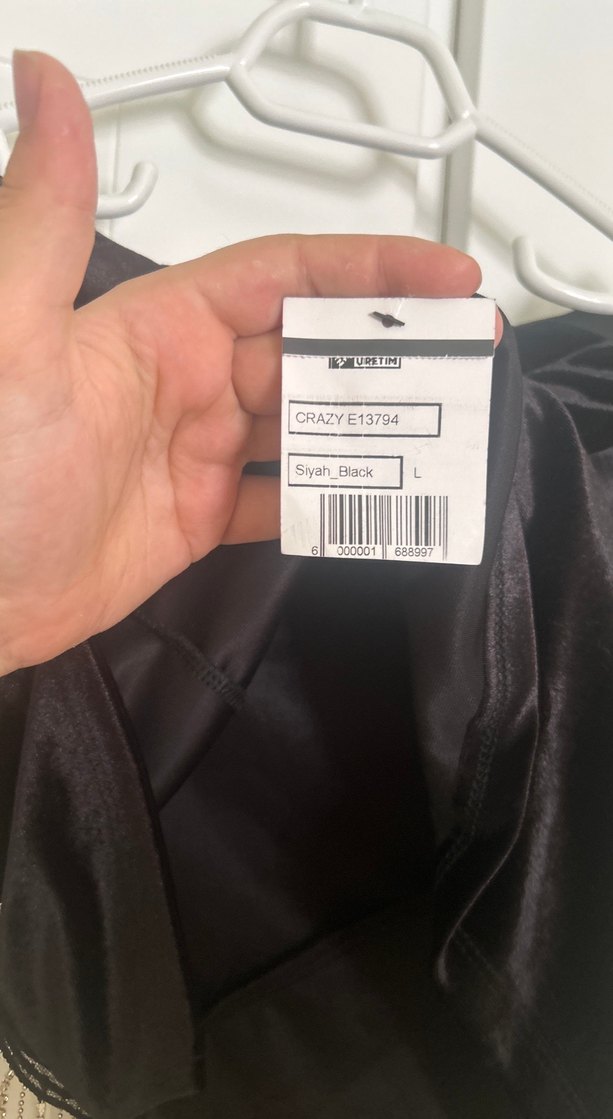 ÜRETİM
CRAZY E13794
Siyah_Black L
6 000001 688997